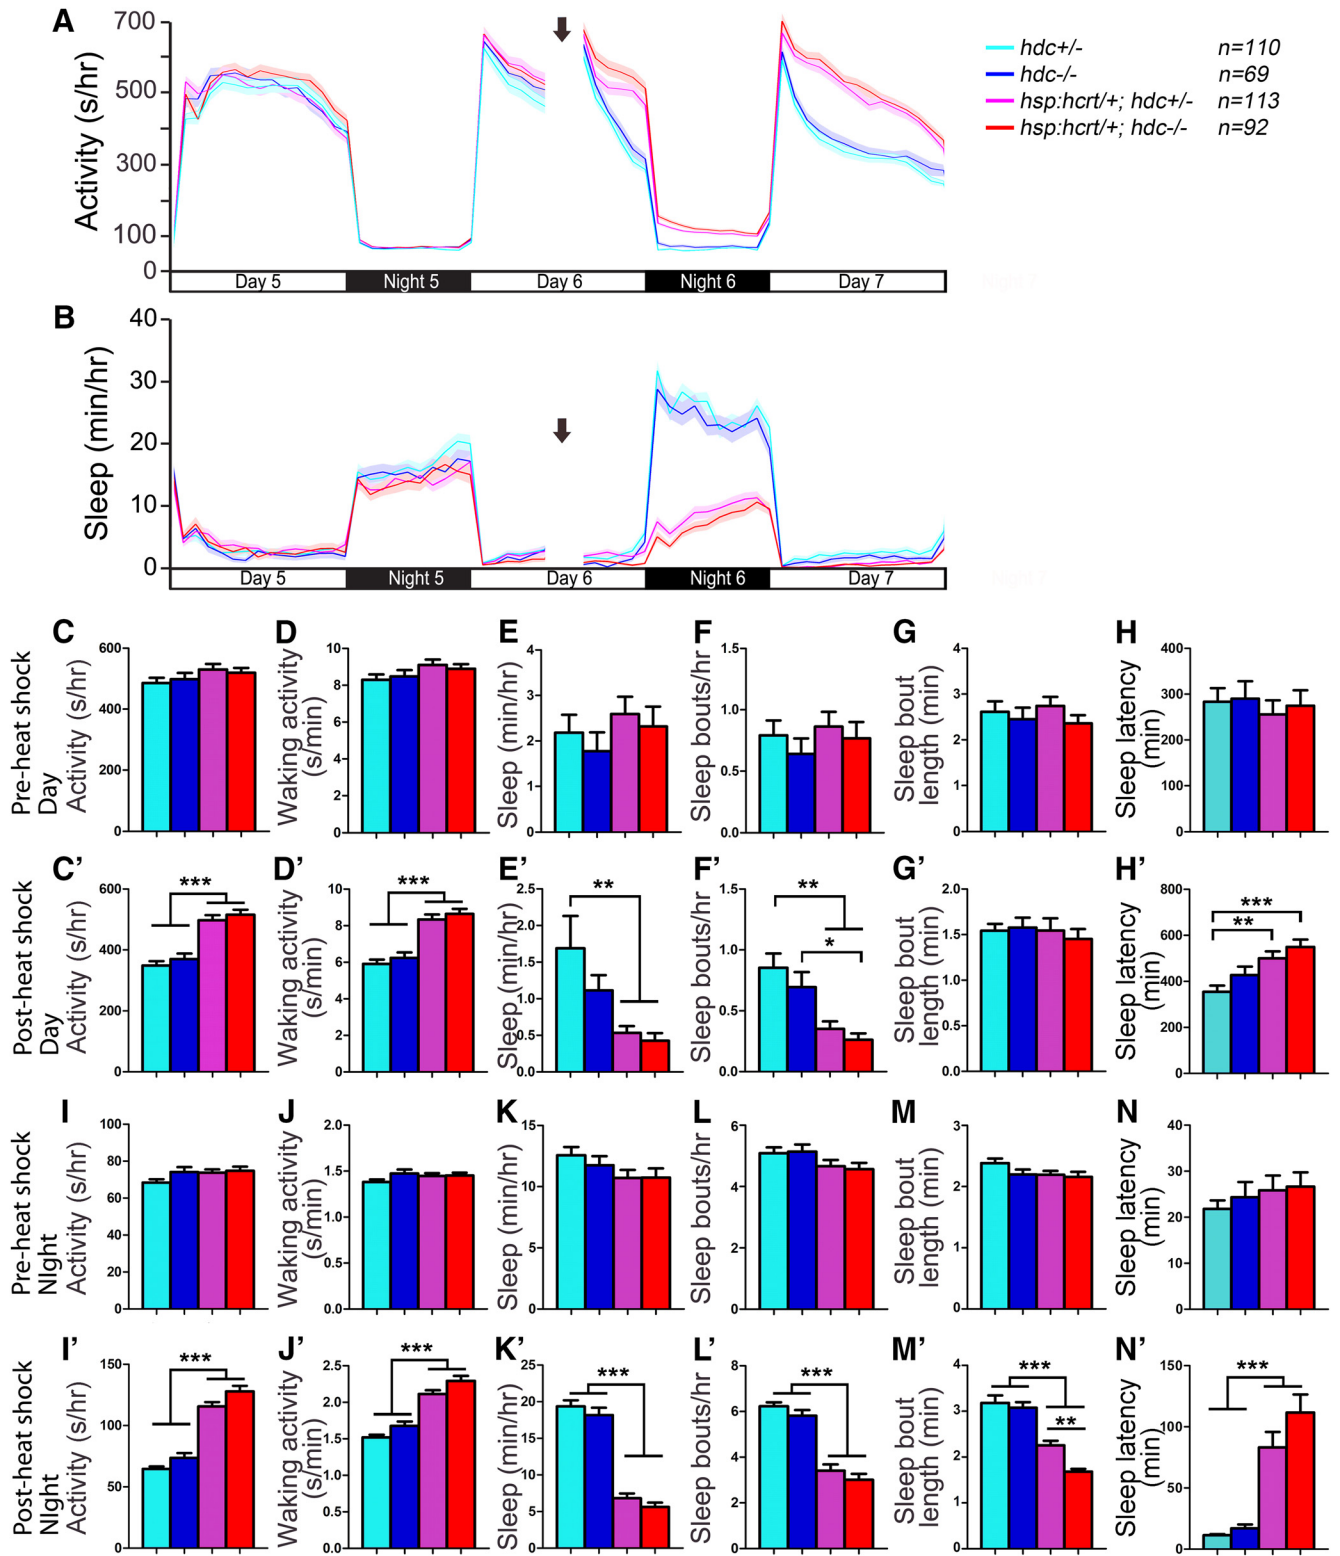 A
Activity (s/hr)
700
500
300
100
0
Day 5
Night 5
Day 6
Night 6
Day 7
hdc+/- n=110
hdc-/- n=69
hsp:hcrt/+; hdc+/- n=113
hsp:hcrt/+; hdc-/- n=92
B
Sleep (min/hr)
40
30
20
10
0
Day 5
Night 5
Day 6
Night 6
Day 7
Pre-heat shock
Day
C
Activity (s/hr)
600
400
200
0
D
Waking activity
(s/min)
10
8
6
4
2
0
E
Sleep (min/hr)
4
3
2
1
0
F
Sleep bouts/hr
1.5
1.0
0.5
0.0
G
Sleep bout
length (min)
4
3
2
1
0
H
Sleep latency
(min)
400
300
200
100
0
Post-heat shock
Day
C'
Activity (s/hr)
600
400
200
0
***
D'
Waking activity
(s/min)
10
8
6
4
2
0
***
E'
Sleep (min/hr)
2.5
2.0
1.5
1.0
0.5
0.0
**
F'
Sleep bouts/hr
1.5
1.0
0.5
0.0
**
*
G'
Sleep bout
length (min)
2.0
1.5
1.0
0.5
0.0
H'
Sleep latency
(min)
800
600
400
200
0
***
**
Pre-heat shock
NIght
I
Activity (s/hr)
100
80
60
40
20
0
J
Waking activity
(s/min)
2.0
1.5
1.0
0.5
0.0
K
Sleep (min/hr)
15
10
5
0
L
Sleep bouts/hr
6
4
2
0
M
Sleep bout
length (min)
3
2
1
0
N
Sleep latency
(min)
40
30
20
10
0
Post-heat shock
NIght
I'
Activity (s/hr)
150
100
50
0
***
J'
Waking activity
(s/min)
2.5
2.0
1.5
1.0
0.5
0.0
***
K'
Sleep (min/hr)
25
20
15
10
5
0
***
L'
Sleep bouts/hr
8
6
4
2
0
***
M'
Sleep bout
length (min)
4
3
2
1
0
***
**
N'
Sleep latency
(min)
150
100
50
0
***